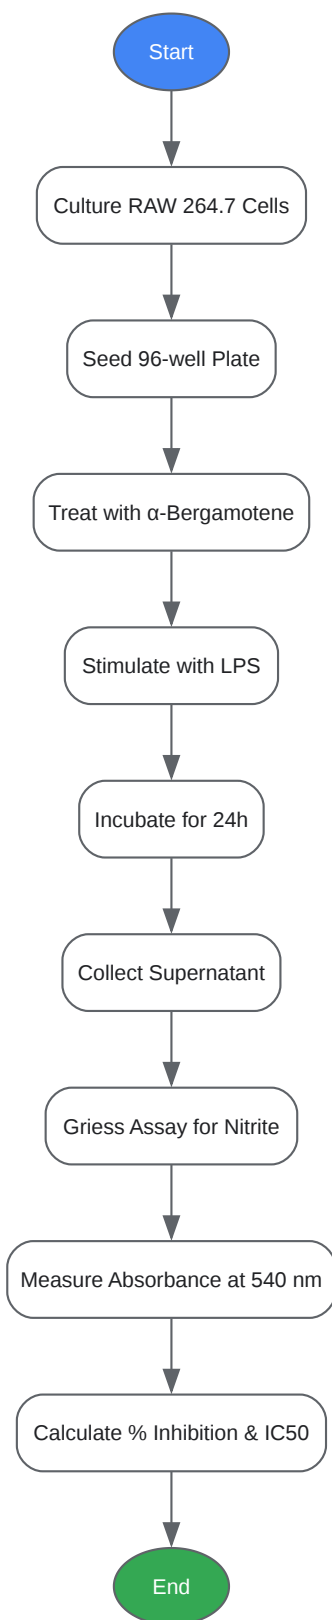 Start
Culture RAW 264.7 Cells
Seed 96-well Plate
Treat with α-Bergamotene
Stimulate with LPS
Incubate for 24h
Collect Supernatant
Griess Assay for Nitrite
Measure Absorbance at 540 nm
Calculate % Inhibition & IC50
End